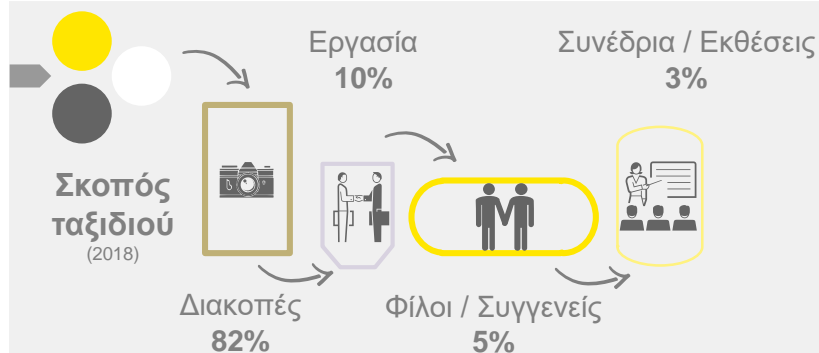 Σκοπός
ταξιδιού
(2018)
Διακοπές
82%
Εργασία
10%
Φίλοι / Συγγενείς
5%
Συνέδρια / Εκθέσεις
3%